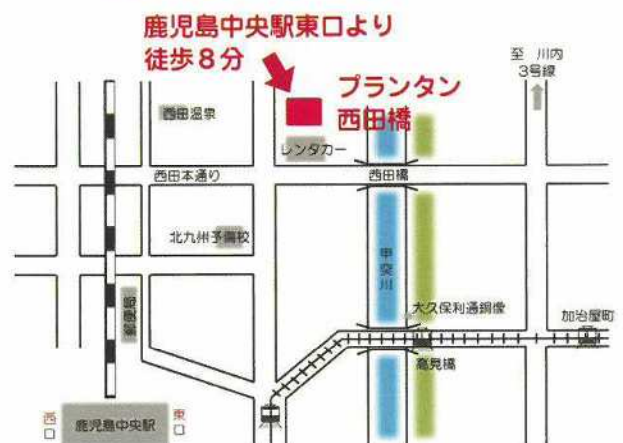 鹿児島中央駅東口より
徒歩8分
至 川内
3号線
プランタン
西田橋
西田温泉
レンタカー
西田本通り
西田橋
北九州予備校
甲突川
大久保利通銅像
加治屋町
郵便局
高見橋
西口
鹿児島中央駅
東口